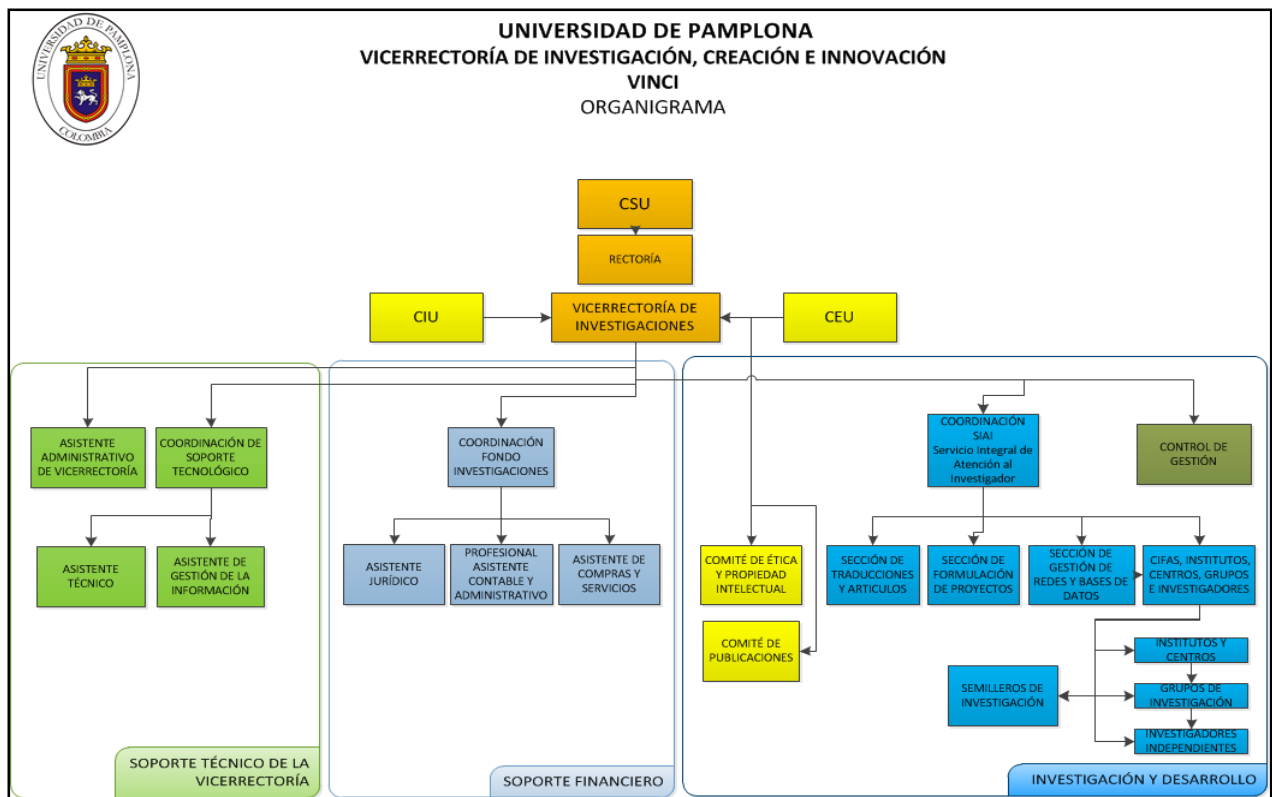 UNIVERSIDAD DE PAMPLONA
COLOMBIA
UNIVERSIDAD DE PAMPLONA
VICERRECTORÍA DE INVESTIGACIÓN, CREACIÓN E INNOVACIÓN
VINCI
ORGANIGRAMA
CSU
RECTORÍA
CIU
VICERRECTORÍA DE
INVESTIGACIONES
CEU
ASISTENTE
ADMINISTRATIVO
DE VICERRECTORÍA
COORDINACIÓN DE
SOPORTE
TECNOLÓGICO
COORDINACIÓN
FONDO
INVESTIGACIONES
COORDINACIÓN
SIAI
Servicio Integral de
Atención al
Investigador
CONTROL DE
GESTIÓN
ASISTENTE
TÉCNICO
ASISTENTE DE
GESTIÓN DE LA
INFORMACIÓN
ASISTENTE
JURÍDICO
PROFESIONAL
ASISTENTE
CONTABLE Y
ADMINISTRATIVO
ASISTENTE DE
COMPRAS Y
SERVICIOS
COMITÉ DE ÉTICA
Y PROPIEDAD
INTELECTUAL
SECCIÓN DE
TRADUCCIONES
Y ARTICULOS
SECCIÓN DE
FORMULACIÓN
DE PROYECTOS
SECCIÓN DE
GESTIÓN DE
REDES Y BASES DE
DATOS
CIFAS, INSTITUTOS,
CENTROS, GRUPOS
E INVESTIGADORES
COMITÉ DE
PUBLICACIONES
INSTITUTOS Y
CENTROS
SEMILLEROS DE
INVESTIGACIÓN
GRUPOS DE
INVESTIGACIÓN
INVESTIGADORES
INDEPENDIENTES
SOPORTE TÉCNICO DE LA
VICERRECTORÍA
SOPORTE FINANCIERO
INVESTIGACIÓN Y DESARROLLO